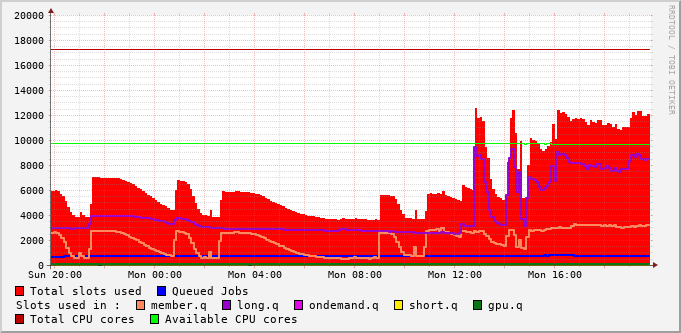 RRDTOOL / TOBI OETIKER
20000
18000
16000
14000
12000
10000
8000
6000
4000
2000
0
Sun 20:00 Mon 00:00 Mon 04:00 Mon 08:00 Mon 12:00 Mon 16:00
Total slots used Queued Jobs
Slots used in : member.q long.q ondemand.q short.q gpu.q
Total CPU cores Available CPU cores